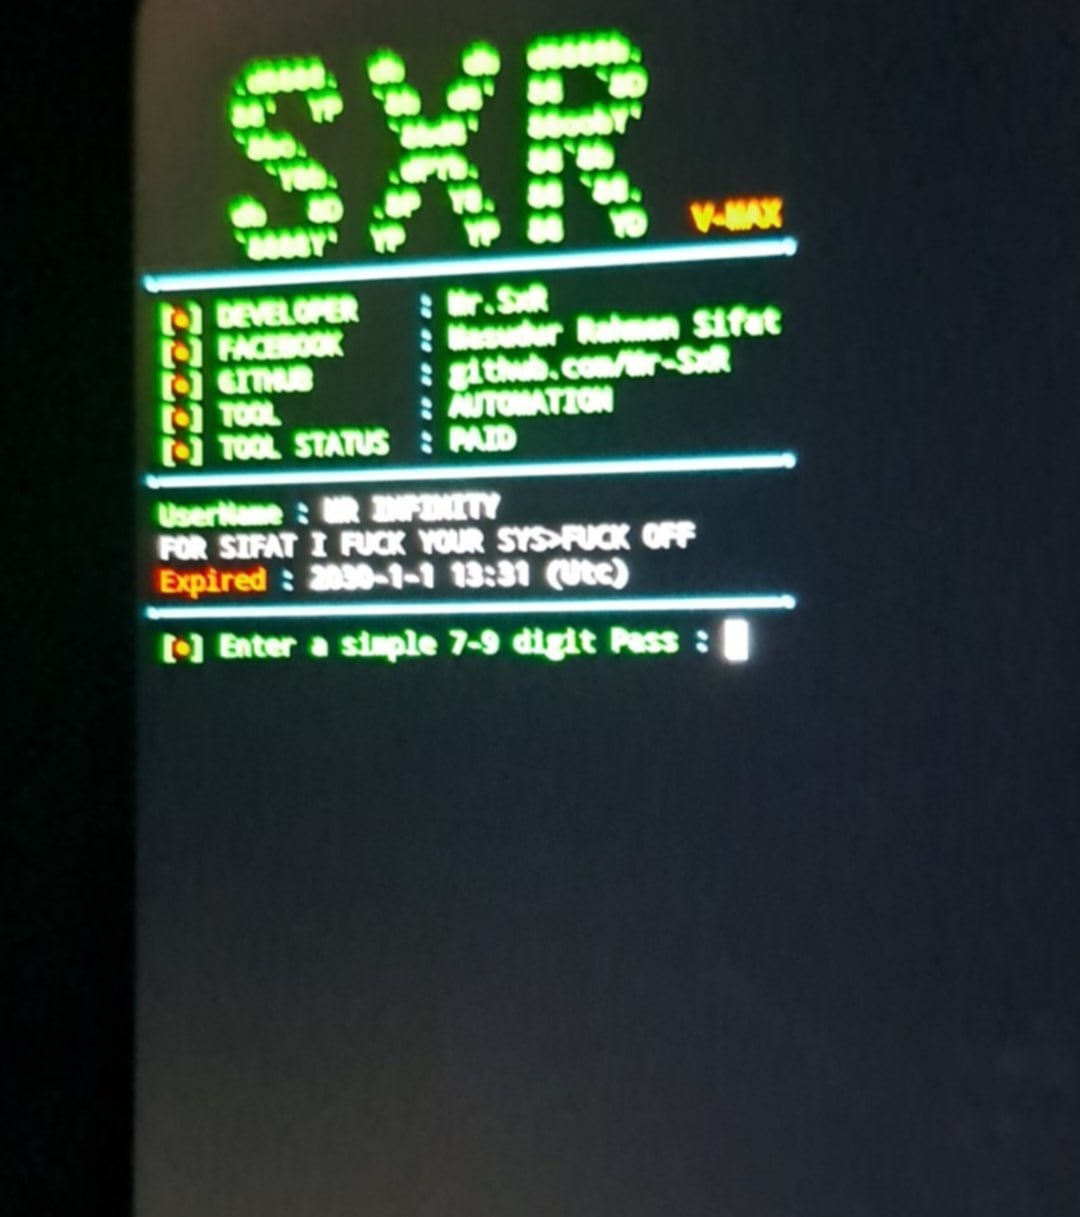 SXR
V-MAX
[●] DEVELOPER : Mr.SxR
[●] FACEBOOK : Masudur Rahman Sifat
[●] GITHUB : github.com/Mr-SxR
[●] TOOL : AUTOMATION
[●] TOOL STATUS : PAID
UserName : MR INFINITY
FOR SIFAT I FUCK YOUR SYS>FUCK OFF
Expired : 2030-1-1 13:31 (Utc)
[●] Enter a simple 7-9 digit Pass :